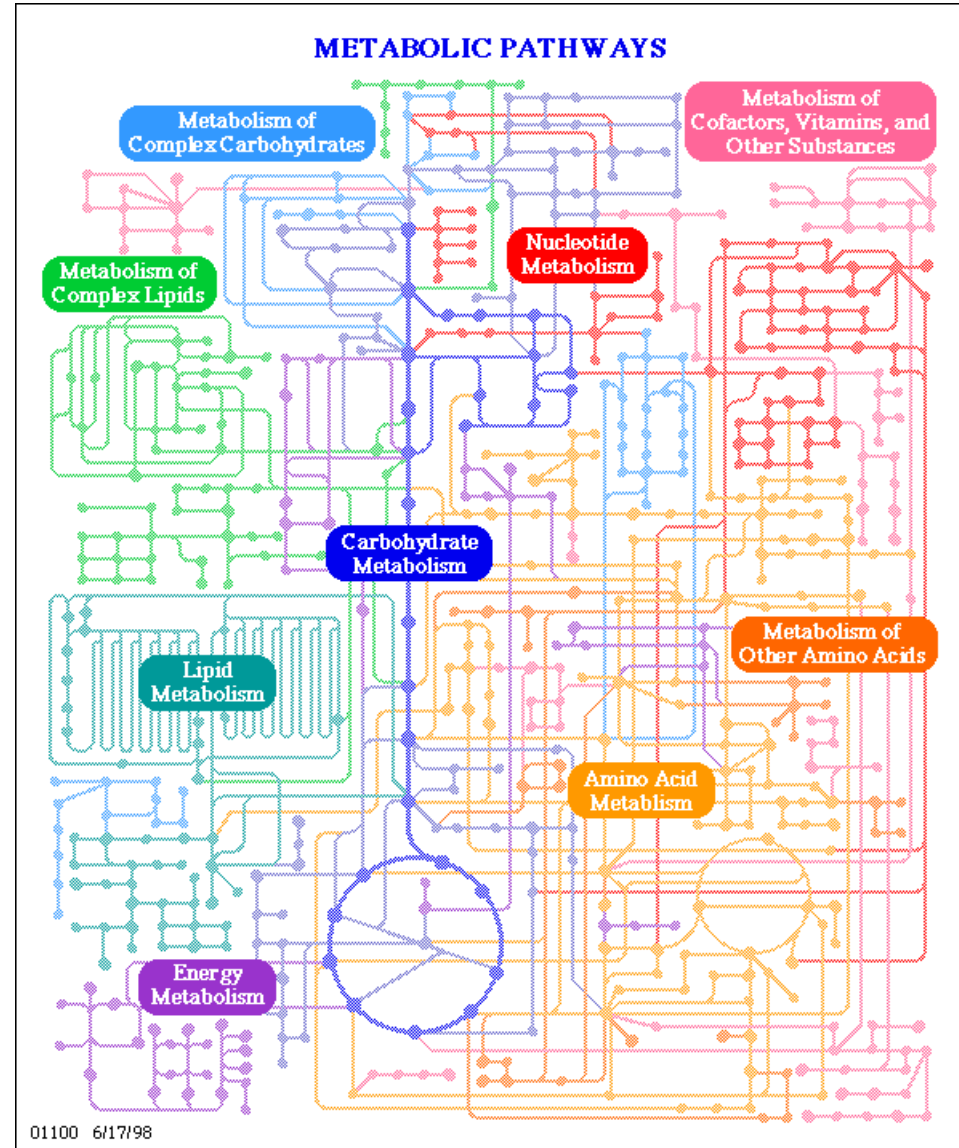 METABOLIC PATHWAYS
Metabolism of
Complex Carbohydrates
Metabolism of
Cofactors, Vitamins, and
Other Substances
Nucleotide
Metabolism
Metabolism of
Complex Lipids
Carbohydrate
Metabolism
Metabolism of
Other Amino Acids
Lipid
Metabolism
Amino Acid
Metablism
Energy
Metabolism
01100 6/17/98